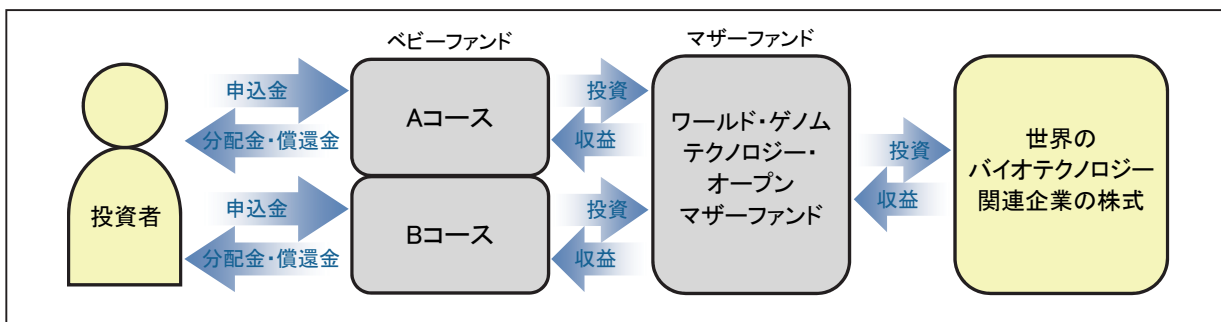 ベビーファンド
マザーファンド
申込金
分配金・償還金
Aコース
投資
収益
投資者
申込金
分配金・償還金
Bコース
投資
収益
ワールド・ゲノム
テクノロジー・
オープン
マザーファンド
投資
収益
世界の
バイオテクノロジー
関連企業の株式